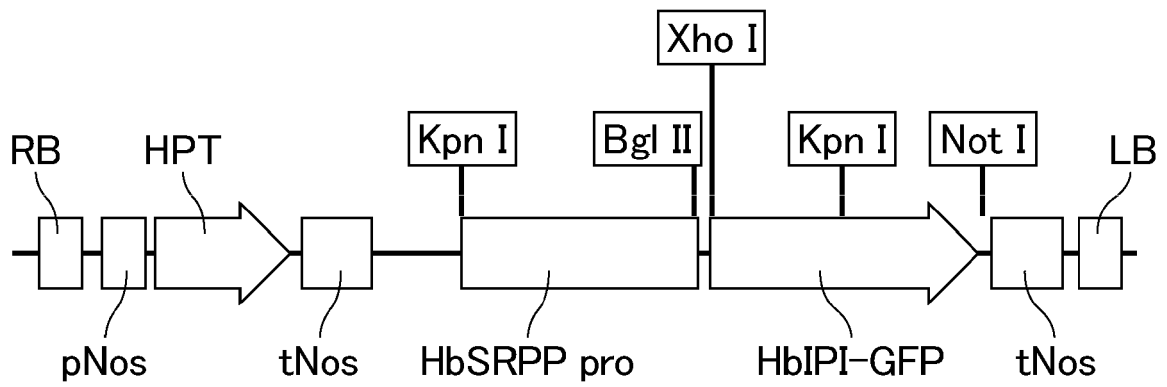 Xho I
Kpn I Bgl II Kpn I Not I
RB HPT LB
pNos tNos HbSRPP pro HbIPI-GFP tNos